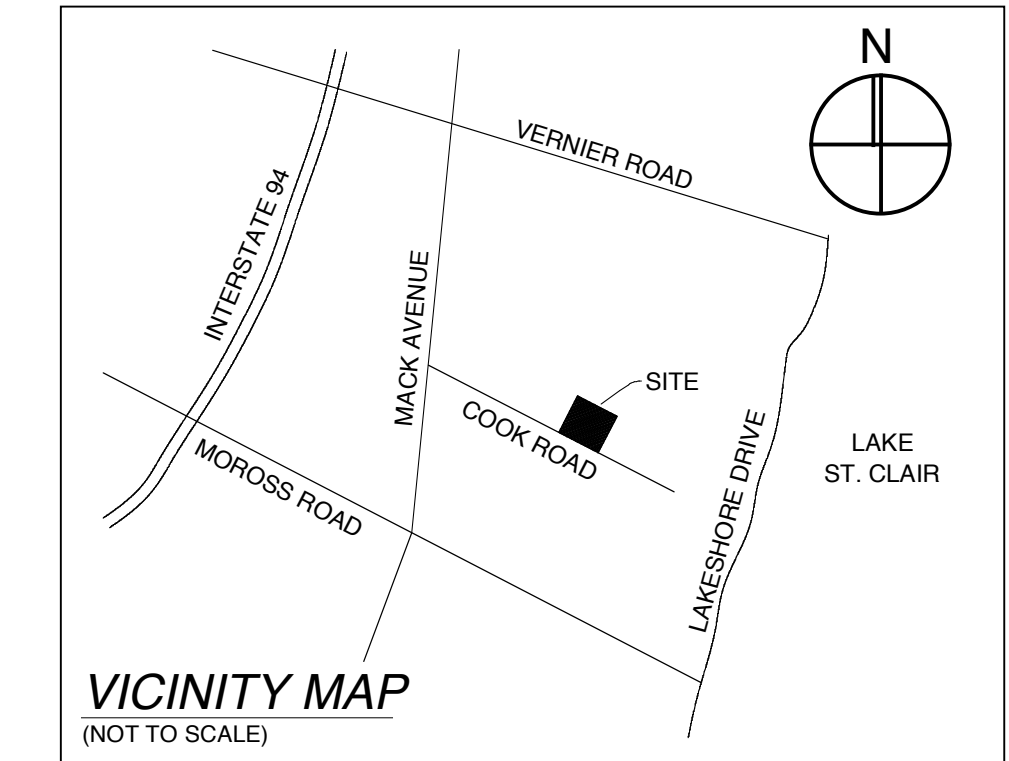 N
VERNIER ROAD
INTERSTATE 94
MACK AVENUE
SITE
COOK ROAD
LAKESHORE DRIVE
LAKE
ST. CLAIR
MOROSS ROAD
VICINITY MAP
(NOT TO SCALE)